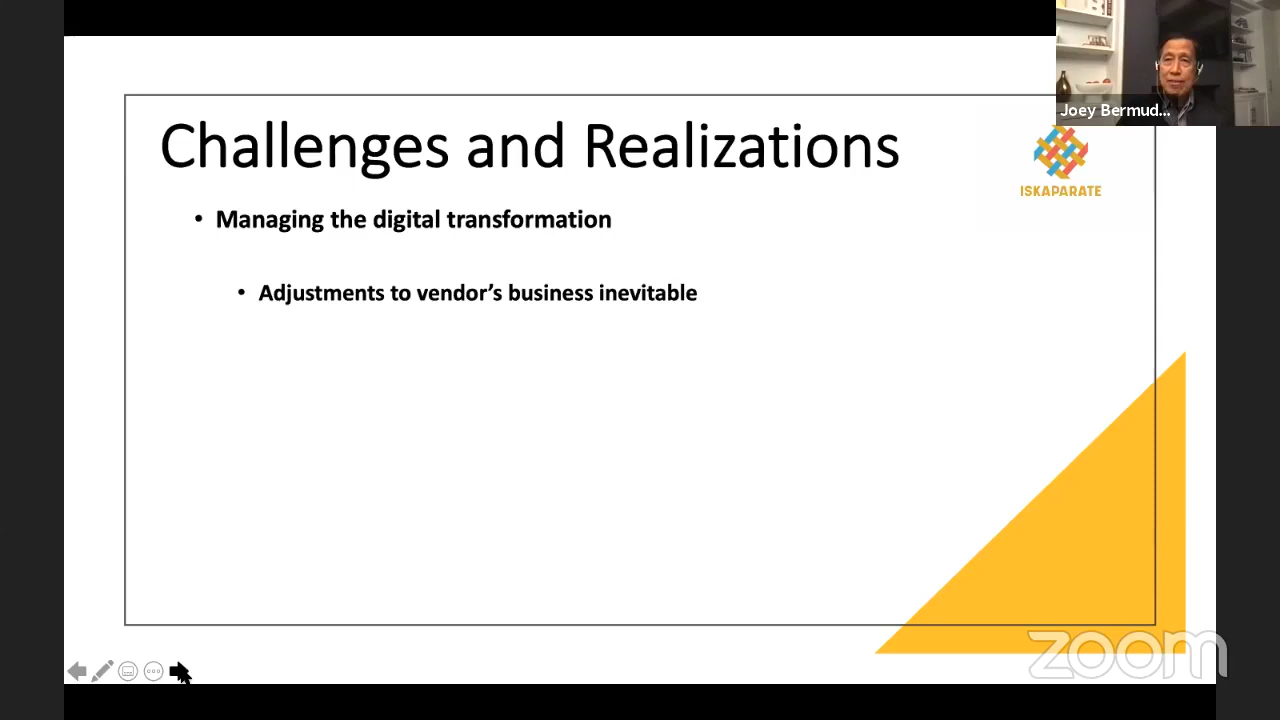 Joey Bermud...
Challenges and Realizations
ISKAPARATE
• Managing the digital transformation
• Adjustments to vendor’s business inevitable
zoom